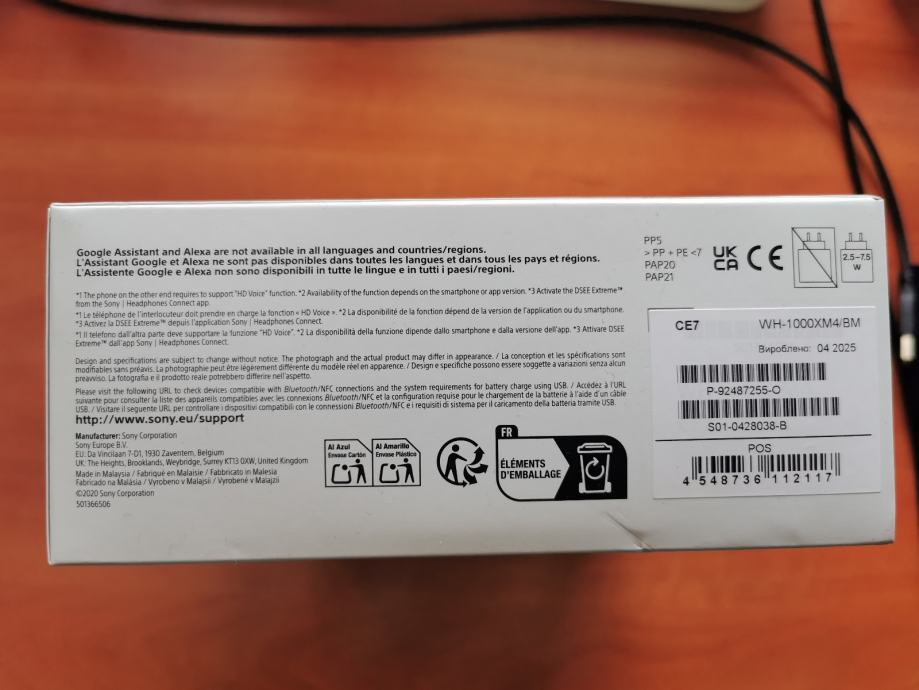 Google Assistant and Alexa are not available in all languages and countries/regions.
L'Assistant Google et Alexa ne sont pas disponibles dans toutes les langues et tous les pays et régions.
L'Assistente Google e Alexa non sono disponibili in tutte le lingue e in tutti i paesi/regioni.
*1 The phone on the other end requires to support "HD Voice" function. *2 Availability of the function depends on the smartphone or app version. *3 Activate the DSEE Extreme™
from the Sony | Headphones Connect app.
*1 Le téléphone de l'interlocuteur doit prendre en charge la fonction « HD Voice ». *2 La disponibilité de la fonction dépend de la version de l'application ou du smartphone.
*3 Activez la DSEE Extreme™ depuis l'application Sony | Headphones Connect.
*1 Il telefono dall'altra parte deve supportare la funzione "HD Voice". *2 La disponibilità della funzione dipende dallo smartphone e dalla versione dell'app. *3 Attivare DSEE
Extreme™ dall'app Sony | Headphones Connect.
Design and specifications are subject to change without notice. The photograph and the actual product may differ in appearance. / La conception et les spécifications sont
modifiables sans préavis. La photographie peut être légèrement différente du modèle réel en apparence. / Design e specifiche possono essere soggette a variazioni senza alcun
preavviso. La fotografia e il prodotto reale potrebbero differire nell'aspetto.
Please visit the following URL to check devices compatible with Bluetooth/NFC connections and the system requirements for battery charge using USB. / Accédez à l'URL
suivante pour consulter la liste des appareils compatibles avec les connexions Bluetooth/NFC et la configuration requise pour le chargement de la batterie à l'aide d'un câble
USB. / Visitare il seguente URL per controllare i dispositivi compatibili con le connessioni Bluetooth/NFC e i requisiti di sistema per il caricamento della batteria tramite USB.
http://www.sony.eu/support
Manufacturer: Sony Corporation
Sony Europe B.V.
EU: Da Vincilaan 7-D1, 1930 Zaventem, Belgium
UK: The Heights, Brooklands, Weybridge, Surrey KT13 0XW, United Kingdom
Made in Malaysia / Fabriqué en Malaisie / Fabbricato in Malesia
Fabricado na Malásia / Vyrobeno v Malajsii / Vyrobené v Malajzii
©2020 Sony Corporation
501366506
Al Azul
Envase Cartón
Al Amarillo
Envase Plástico
FR
ÉLÉMENTS
D'EMBALLAGE
PP5
> PP + PE <7
PAP20
PAP21
UK
CA
CE
2.5–7.5
W
CE7 WH-1000XM4/BM
Вироблено: 04 2025
P-92487255-O
S01-0428038-B
POS
4 548736 112117